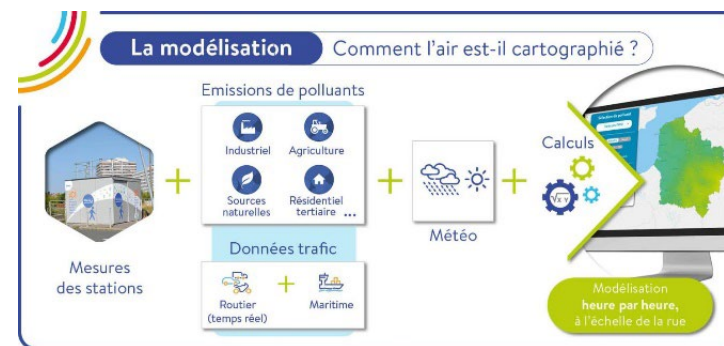 La modélisation
Comment l'air est-il cartographié ?
Emissions de polluants
Industriel
Agriculture
Sources
naturelles
Résidentiel
tertiaire ...
Données trafic
Routier
(temps réel)
Maritime
Mesures
des stations
Météo
Calculs
Modélisation
heure par heure,
à l'échelle de la rue